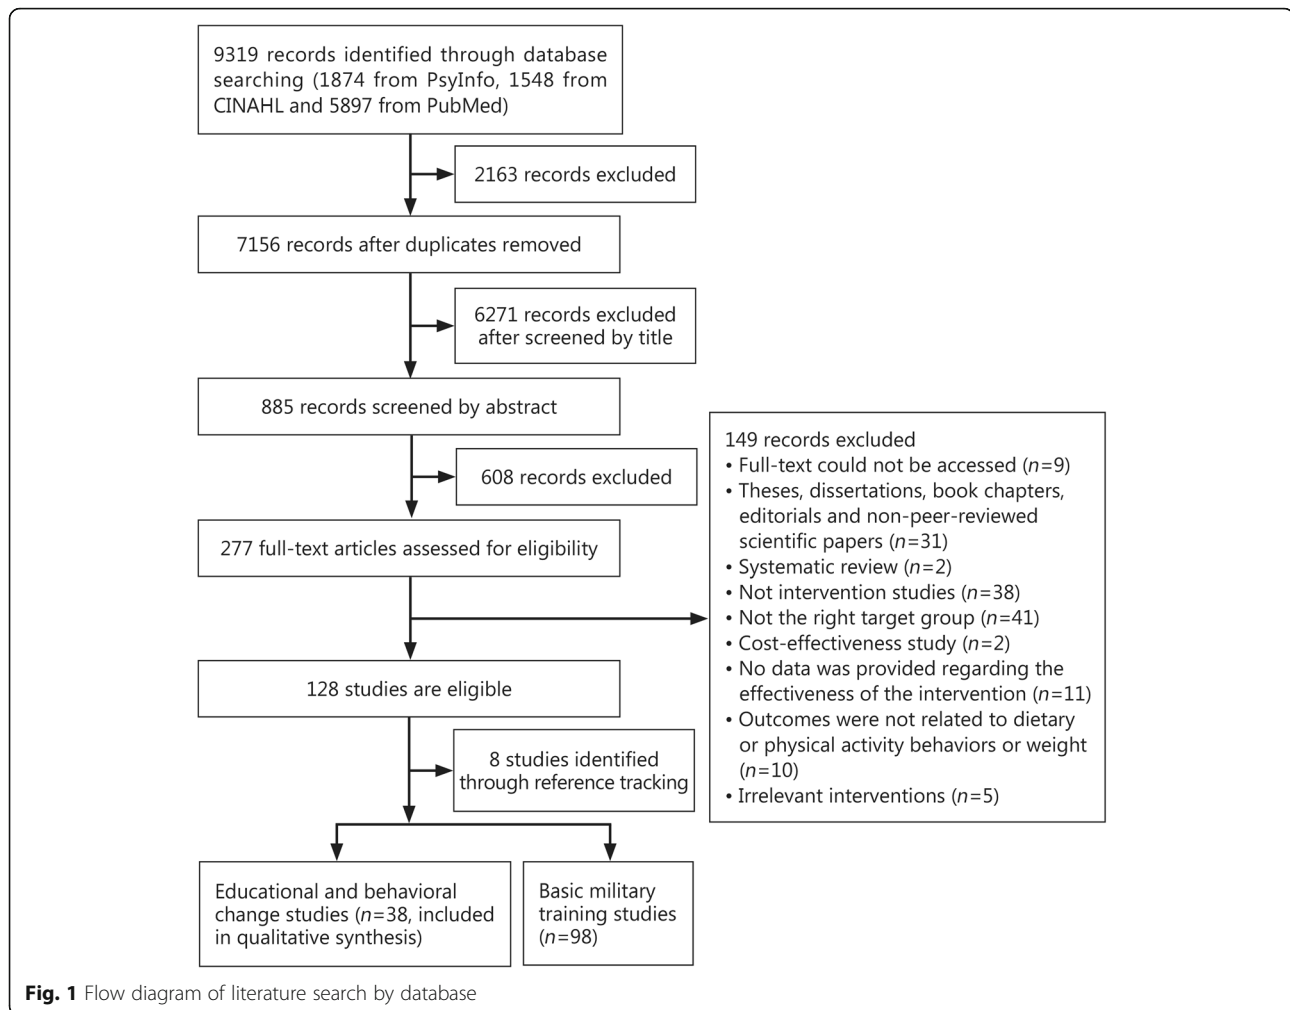 9319 records identified through database
searching (1874 from PsyInfo, 1548 from
CINAHL and 5897 from PubMed)
2163 records excluded
7156 records after duplicates removed
6271 records excluded
after screened by title
885 records screened by abstract
608 records excluded
277 full-text articles assessed for eligibility
149 records excluded
• Full-text could not be accessed (n=9)
• Theses, dissertations, book chapters,
editorials and non-peer-reviewed
scientific papers (n=31)
• Systematic review (n=2)
• Not intervention studies (n=38)
• Not the right target group (n=41)
• Cost-effectiveness study (n=2)
• No data was provided regarding the
effectiveness of the intervention (n=11)
• Outcomes were not related to dietary
or physical activity behaviors or weight
(n=10)
• Irrelevant interventions (n=5)
128 studies are eligible
8 studies identified
through reference tracking
Educational and behavioral
change studies (n=38, included
in qualitative synthesis)
Basic military
training studies
(n=98)
Fig. 1 Flow diagram of literature search by database